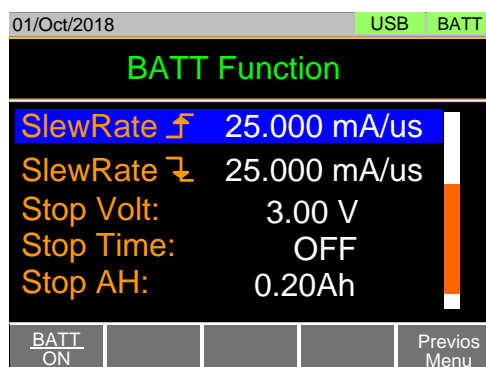 01/Oct/2018 USB BATT
BATT Function
SlewRate 25.000 mA/us
SlewRate 25.000 mA/us
Stop Volt: 3.00 V
Stop Time: OFF
Stop AH: 0.20Ah
BATT
ON
Previos
Menu